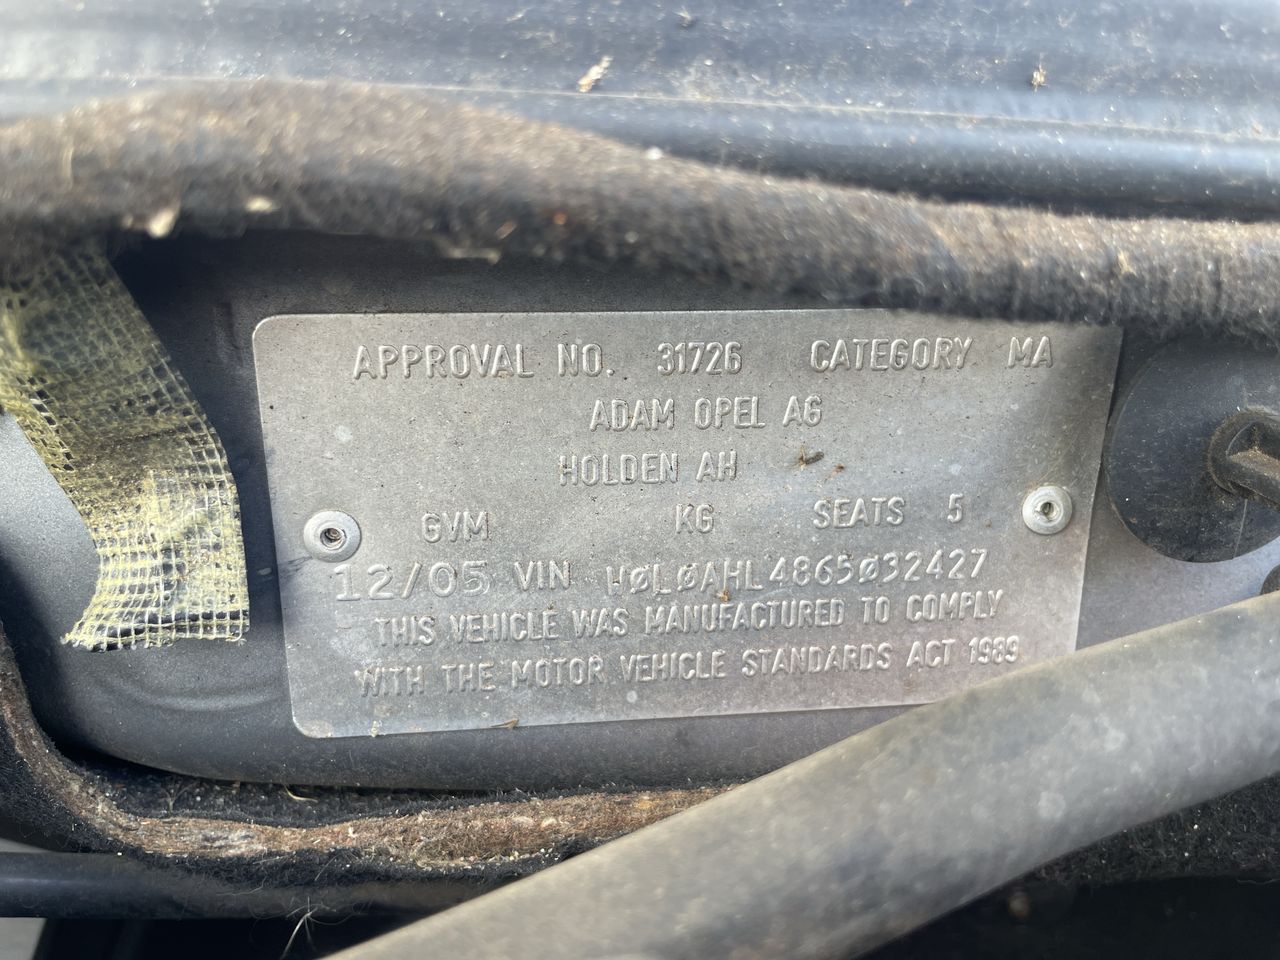 APPROVAL NO. 31726 CATEGORY MA
ADAM OPEL AG
HOLDEN AH
GVM KG SEATS 5
12/05 VIN WØLØAHL4865Ø32427
THIS VEHICLE WAS MANUFACTURED TO COMPLY
WITH THE MOTOR VEHICLE STANDARDS ACT 1989